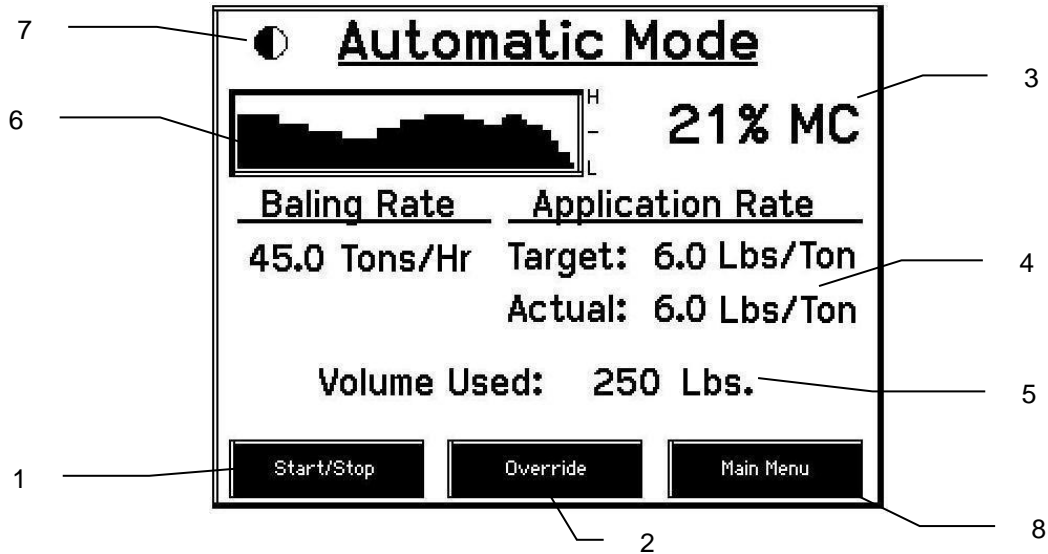 7
Automatic Mode
3
6
H
–
L
21% MC
Baling Rate
Application Rate
45.0 Tons/Hr
Target: 6.0 Lbs/Ton
4
Actual: 6.0 Lbs/Ton
Volume Used: 250 Lbs.
5
1
Start/Stop
Override
Main Menu
2
8